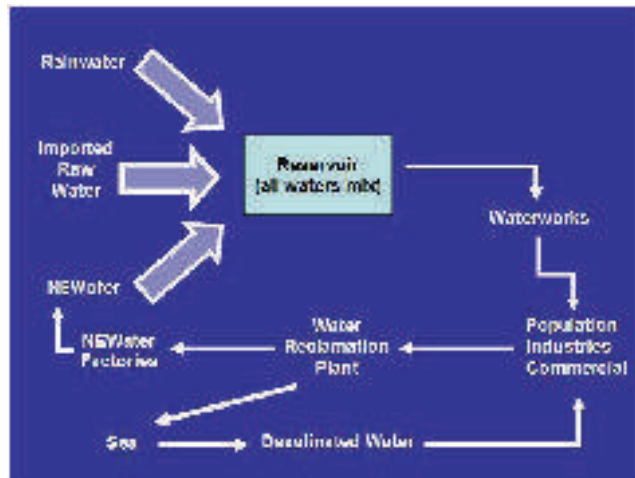 Rainwater
Imported
Raw
Water
Reservoir
(all waters mix)
Waterworks
NEWater
NEWater
Factories
Water
Reclamation
Plant
Population
Industries
Commercial
Sea
Desalinated Water